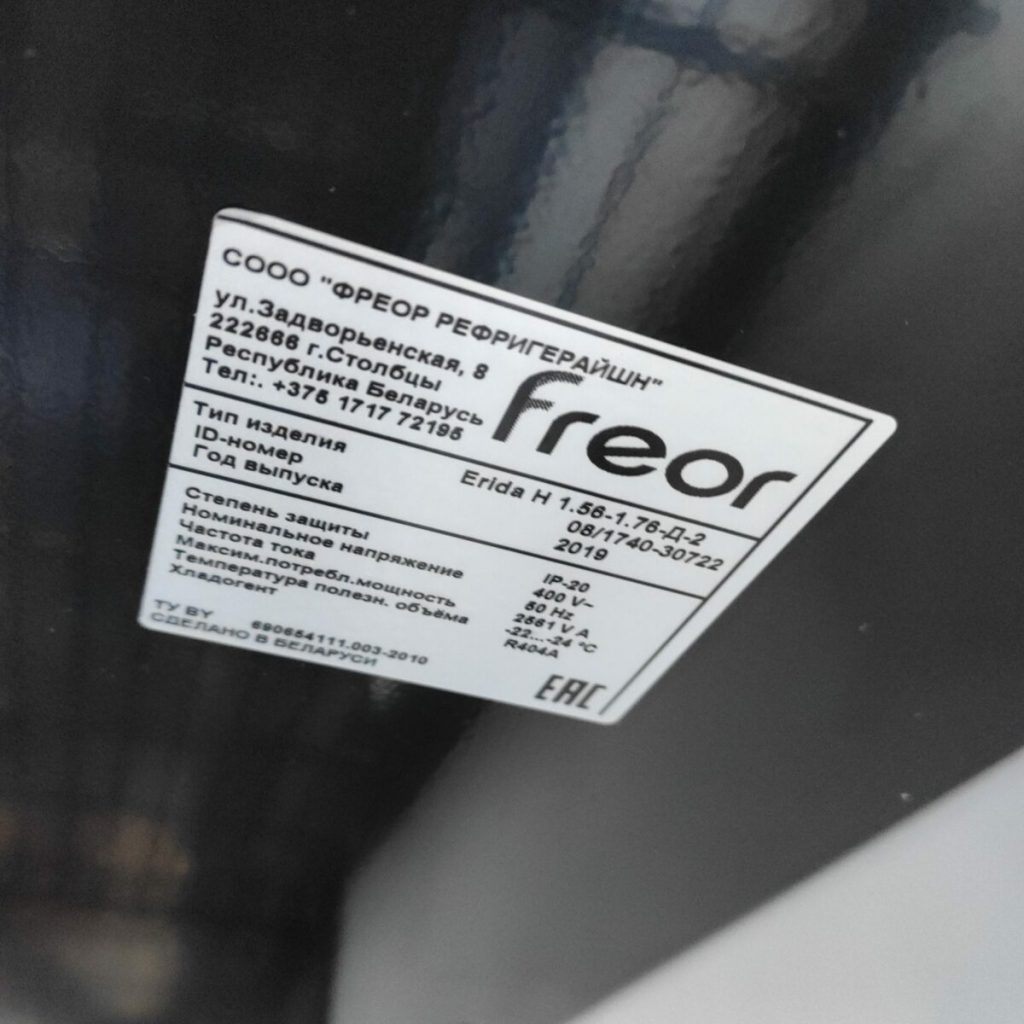 СООО "ФРЕОР РЕФРИГЕРАЙШН"
ул.Задворьенская, 8
222666 г.Столбцы
Республика Беларусь
Тел:. +375 1717 72195
freor
Тип изделия Erida H 1.56-1.76-Д-2
ID-номер 08/1740-30722
Год выпуска 2019
Степень защиты IP-20
Номинальное напряжение 400 V~
Частота тока 50 Hz
Максим.потребл.мощность 2561 V A
Температура полезн. объёма -22...-24 °C
Хладогент R404A
ТУ BY 690654111.003-2010
СДЕЛАНО В БЕЛАРУСИ
EAC